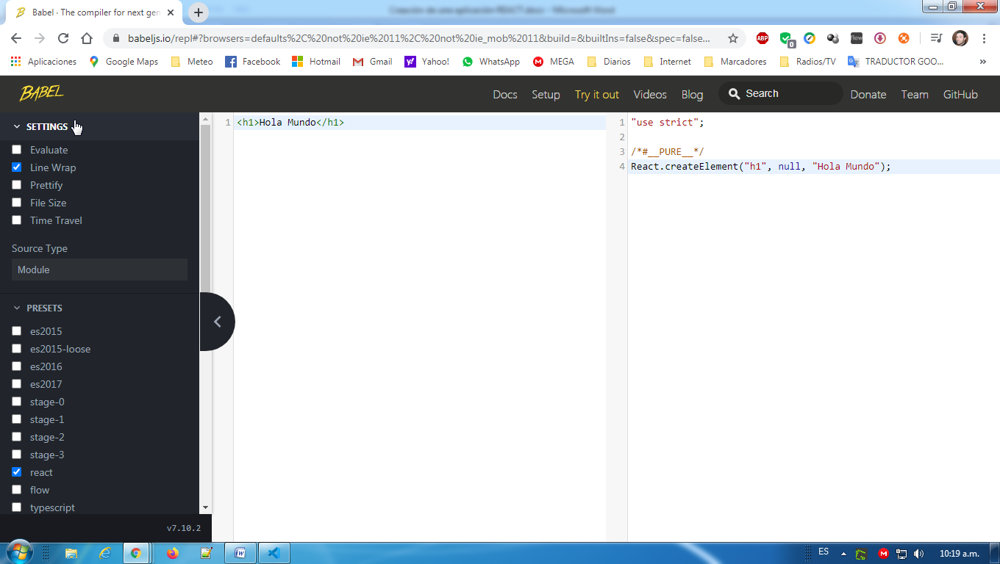 Creación de una aplicación REACT.docx - Microsoft Word
Babel · The compiler for next gen
babeljs.io/repl#?browsers=defaults%2C%20not%20ie%2011%2C%20not%20ie_mob%2011&build=&builtIns=false&spec=false...
ABP
0
flow
Aplicaciones Google Maps Meteo Facebook Hotmail Gmail Yahoo! WhatsApp MEGA Diarios Internet Marcadores Radios/TV TRADUCTOR GOO... »
BABEL Docs Setup Try it out Videos Blog Search Donate Team GitHub
SETTINGS
Evaluate
Line Wrap
Prettify
File Size
Time Travel
Source Type
Module
PRESETS
es2015
es2015-loose
es2016
es2017
stage-0
stage-1
stage-2
stage-3
react
flow
typescript
v7.10.2
1 <h1>Hola Mundo</h1>
1 "use strict";
2
3 /*#__PURE__*/
4 React.createElement("h1", null, "Hola Mundo");
ES 10:19 a.m.